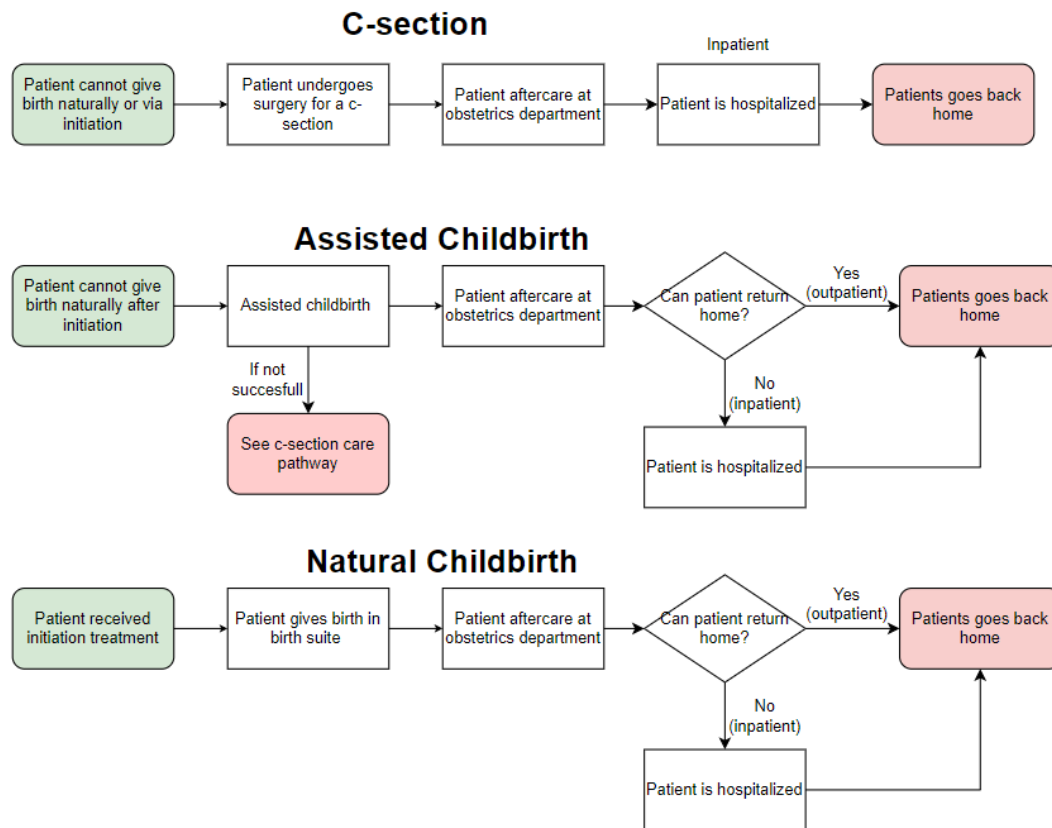 C-section
Inpatient
Patient cannot give
birth naturally or via
initiation
Patient undergoes
surgery for a c-
section
Patient aftercare at
obstetrics department
Patient is hospitalized
Patients goes back
home
Assisted Childbirth
Patient cannot give
birth naturally after
initiation
Assisted childbirth
Patient aftercare at
obstetrics department
Can patient return
home?
Yes
(outpatient)
Patients goes back
home
If not
succesfull
No
(inpatient)
See c-section care
pathway
Patient is hospitalized
Natural Childbirth
Patient received
initiation treatment
Patient gives birth in
birth suite
Patient aftercare at
obstetrics department
Can patient return
home?
Yes
(outpatient)
Patients goes back
home
No
(inpatient)
Patient is hospitalized